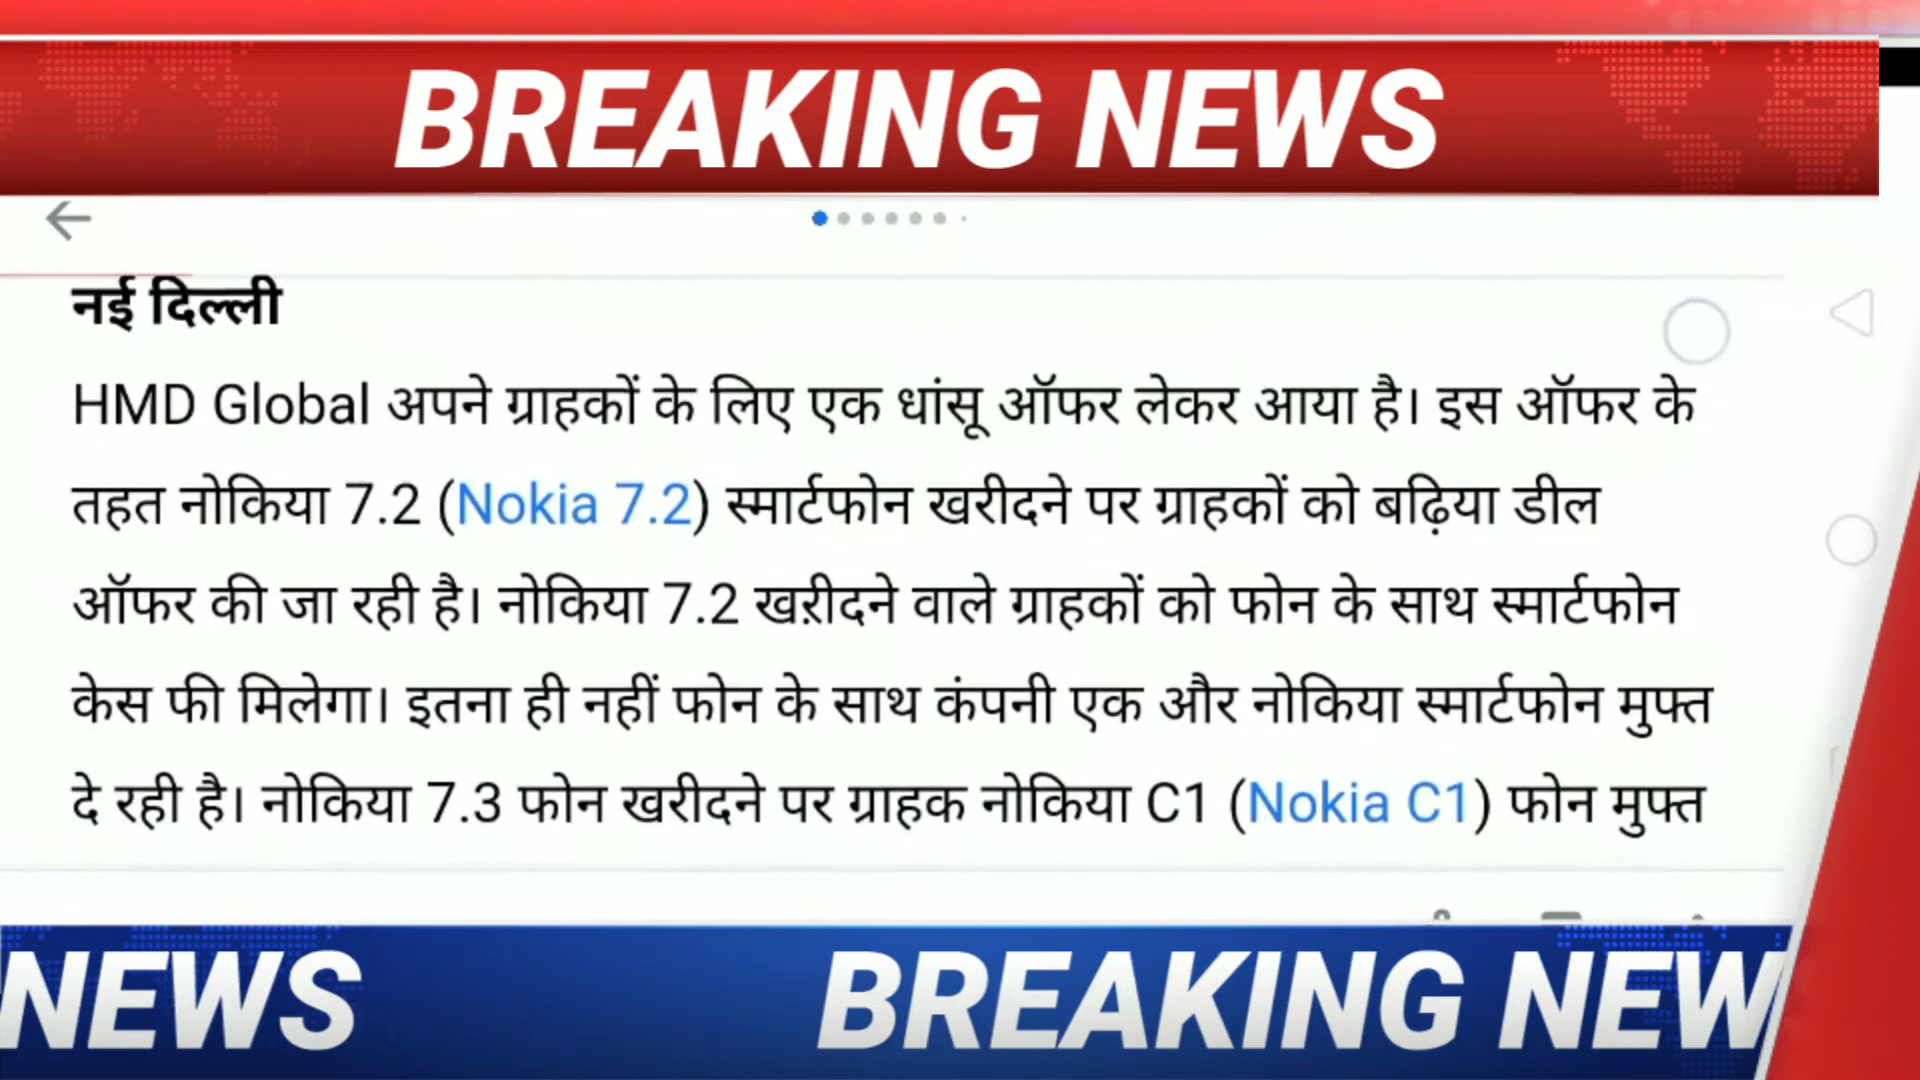 BREAKING NEWS
नई दिल्ली
HMD Global अपने ग्राहकों के लिए एक धांसू ऑफर लेकर आया है। इस ऑफर के
तहत नोकिया 7.2 (Nokia 7.2) स्मार्टफोन खरीदने पर ग्राहकों को बढ़िया डील
ऑफर की जा रही है। नोकिया 7.2 खऱीदने वाले ग्राहकों को फोन के साथ स्मार्टफोन
केस फी मिलेगा। इतना ही नहीं फोन के साथ कंपनी एक और नोकिया स्मार्टफोन मुफ्त
दे रही है। नोकिया 7.3 फोन खरीदने पर ग्राहक नोकिया C1 (Nokia C1) फोन मुफ्त
NEWS BREAKING NEW